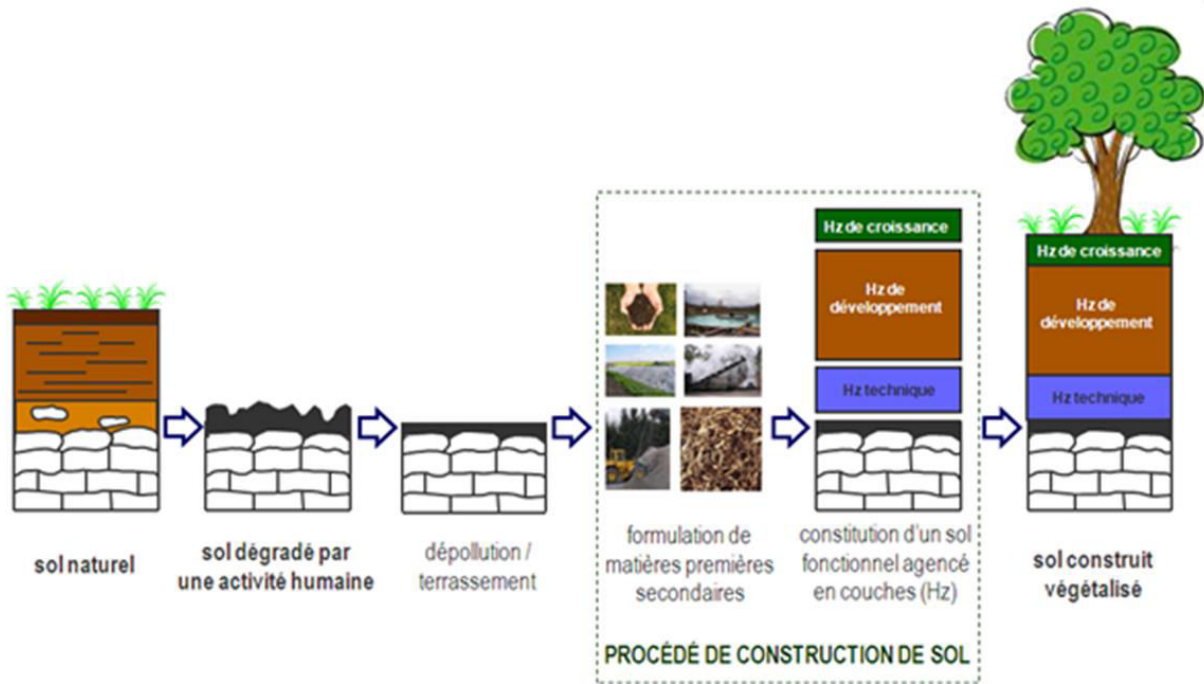 sol naturel
sol dégradé par
une activité humaine
dépollution /
terrassement
formulation de
matières premières
secondaires
Hz de croissance
Hz de
développement
Hz technique
constitution d'un sol
fonctionnel agencé
en couches (Hz)
PROCÉDÉ DE CONSTRUCTION DE SOL
Hz de croissance
Hz de
développement
Hz technique
sol construit
végétalisé